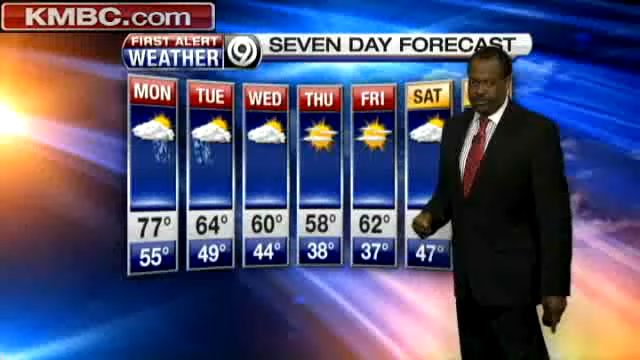 KMBC.com
FIRST ALERT
WEATHER 9
SEVEN DAY FORECAST
MON TUE WED THU FRI SAT
77° 64° 60° 58° 62°
55° 49° 44° 38° 37° 47°